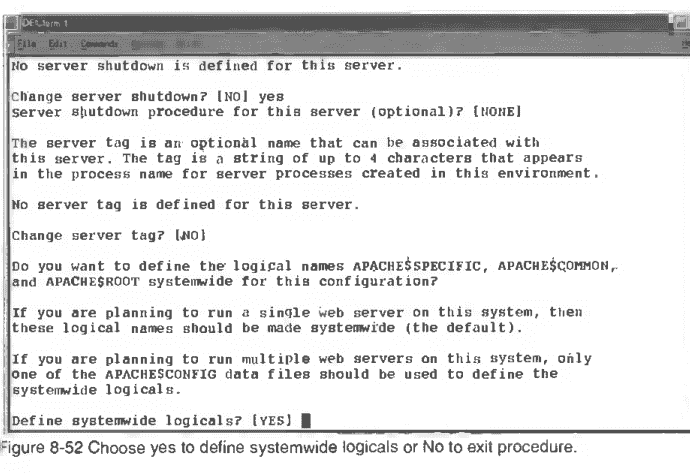 DECterm 1
File Edit Commands Options Help
No server shutdown is defined for this server.
Change server shutdown? [NO] yes
Server shutdown procedure for this server (optional)? [NONE]
The server tag is an optional name that can be associated with
this server. The tag is a string of up to 4 characters that appears
in the process name for server processes created in this environment.
No server tag is defined for this server.
Change server tag? [NO]
Do you want to define the logical names APACHE$SPECIFIC, APACHE$COMMON,
and APACHE$ROOT systemwide for this configuration?
If you are planning to run a single web server on this system, then
these logical names should be made systemwide (the default).
If you are planning to run multiple web servers on this system, only
one of the APACHE$CONFIG data files should be used to define the
systemwide logicals.
Define systemwide logicals? [YES]
Figure 8-52 Choose yes to define systemwide logicals or No to exit procedure.